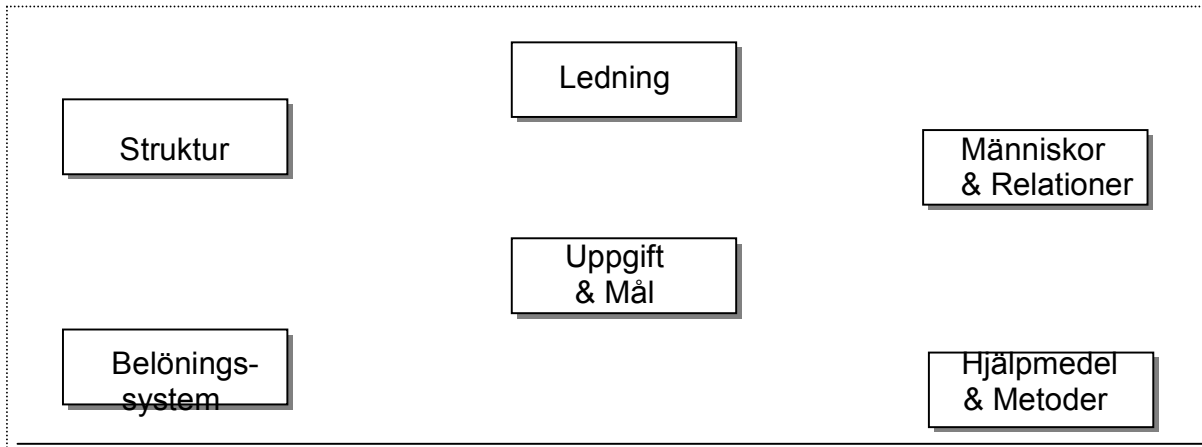 Ledning
Struktur
Människor
& Relationer
Uppgift
& Mål
Belönings-
system
Hjälpmedel
& Metoder